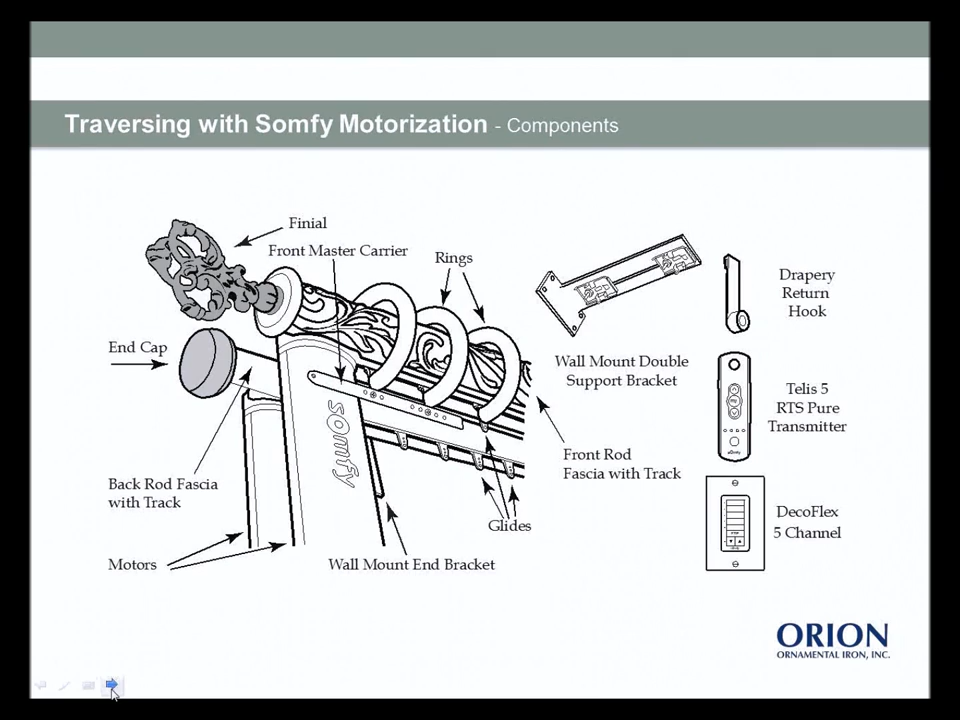 Traversing with Somfy Motorization - Components
Finial
Front Master Carrier
Rings
End Cap
Back Rod Fascia
with Track
Motors
somfy
Wall Mount End Bracket
Glides
Front Rod
Fascia with Track
Wall Mount Double
Support Bracket
Drapery
Return
Hook
Telis 5
RTS Pure
Transmitter
DecoFlex
5 Channel
ORION
ORNAMENTAL IRON, INC.